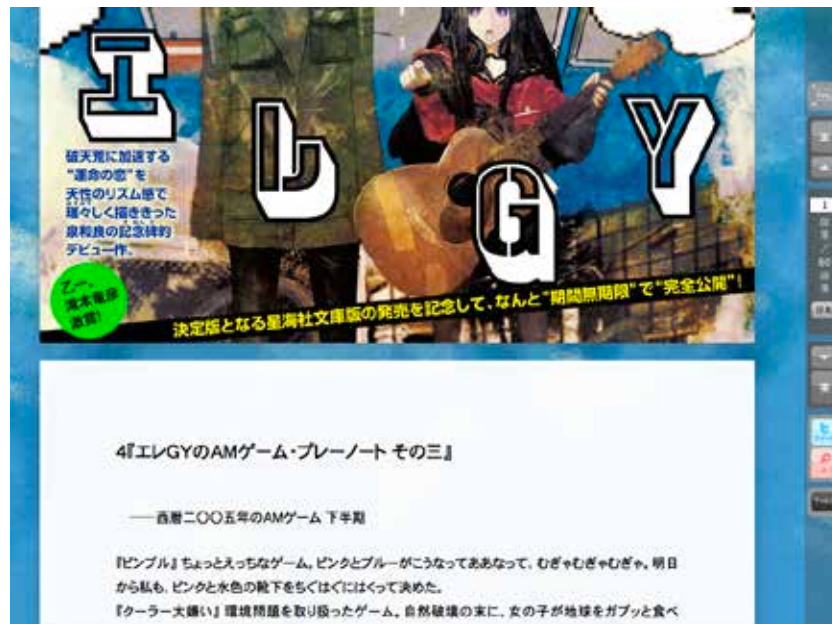 エレGY
破天荒に加速する
“運命の恋”を
天性のリズム感で
瑞々しく描ききった
泉和良の記念碑的
デビュー作。
乙一、
滝本竜彦
激賞!
決定版となる星海社文庫版の発売を記念して、なんと“期間無期限”で“完全公開”!
4『エレGYのAMゲーム・プレーノート その三』
――西暦二〇〇五年のAMゲーム 下半期
『ピンブル』ちょっとえっちなゲーム。ピンクとブルーがこうなってああなって、むぎゃむぎゃむぎゃ。明日
から私も、ピンクと水色の靴下をちぐはぐにはくって決めた。
『クーラー大嫌い』環境問題を取り扱ったゲーム。自然破壊の末に、女の子が地球をガブッと食べ
1